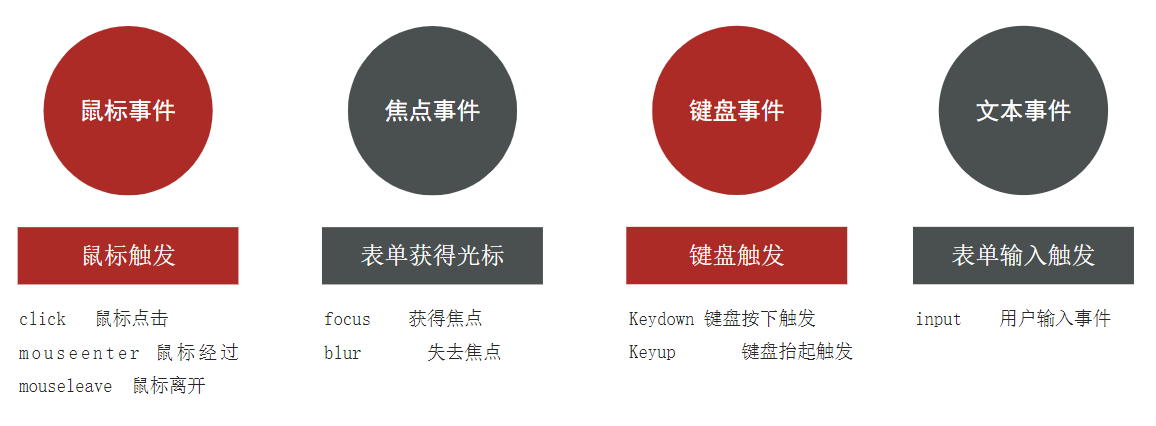 鼠标事件
焦点事件
键盘事件
文本事件
鼠标触发
表单获得光标
键盘触发
表单输入触发
click 鼠标点击
mouseenter 鼠标经过
mouseleave 鼠标离开
focus 获得焦点
blur 失去焦点
Keydown 键盘按下触发
Keyup 键盘抬起触发
input 用户输入事件